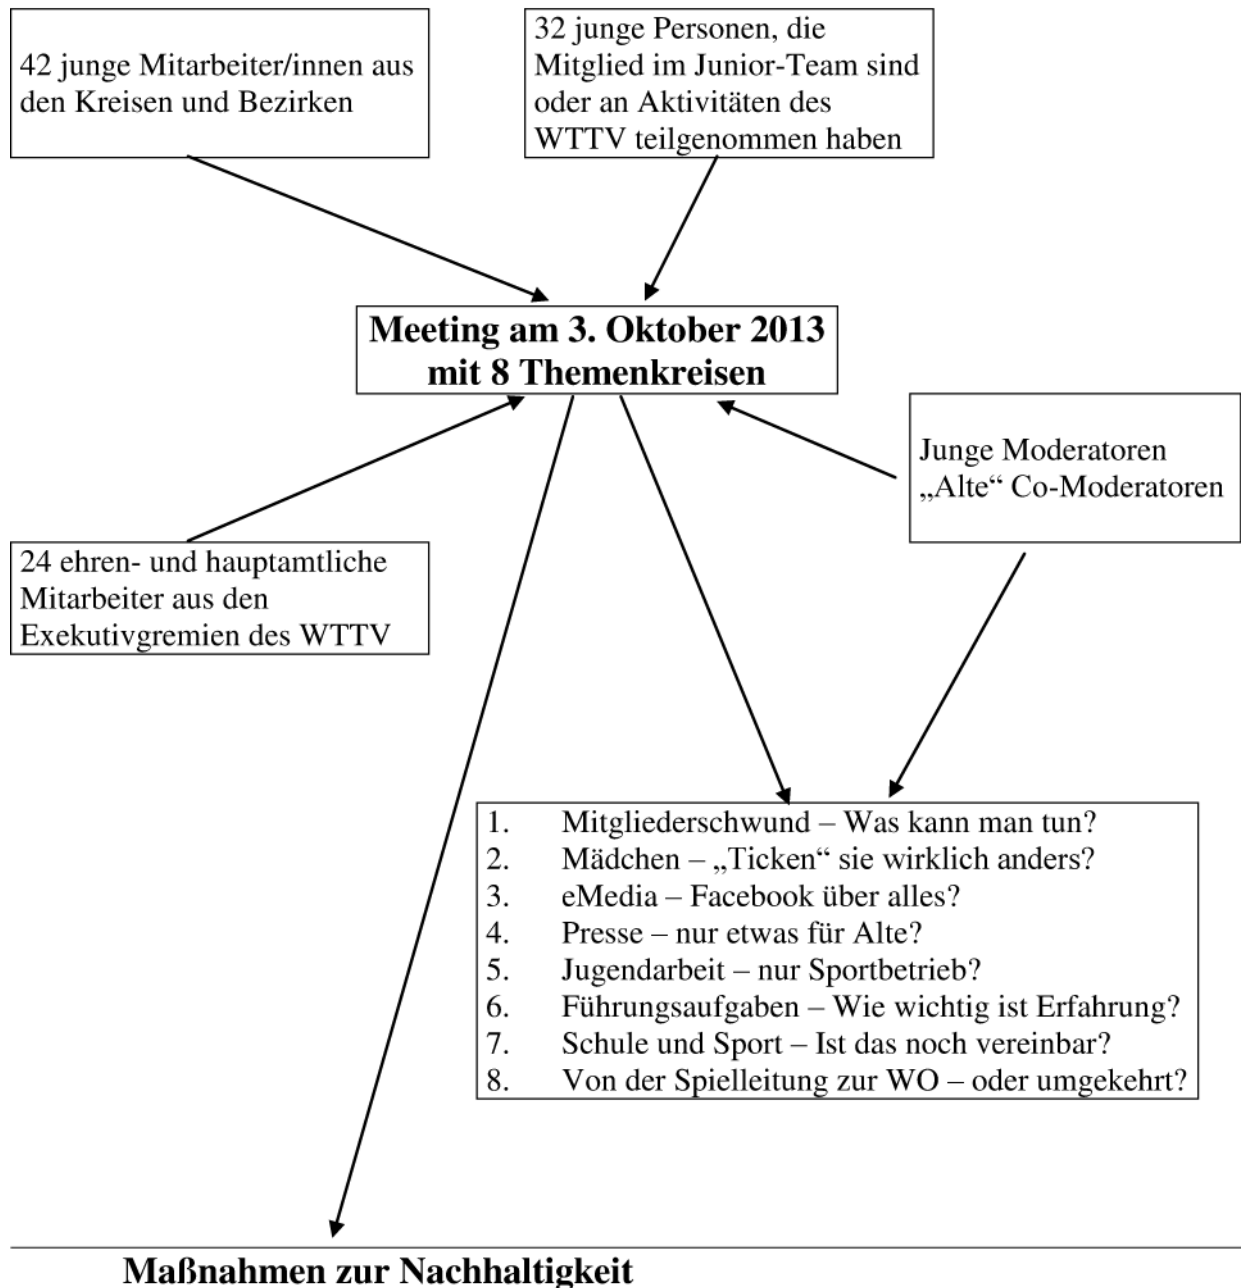 42 junge Mitarbeiter/innen aus
den Kreisen und Bezirken
32 junge Personen, die
Mitglied im Junior-Team sind
oder an Aktivitäten des
WTTV teilgenommen haben
Meeting am 3. Oktober 2013
mit 8 Themenkreisen
Junge Moderatoren
„Alte“ Co-Moderatoren
24 ehren- und hauptamtliche
Mitarbeiter aus den
Exekutivgremien des WTTV
1. Mitgliederschwund – Was kann man tun?
2. Mädchen – „Ticken“ sie wirklich anders?
3. eMedia – Facebook über alles?
4. Presse – nur etwas für Alte?
5. Jugendarbeit – nur Sportbetrieb?
6. Führungsaufgaben – Wie wichtig ist Erfahrung?
7. Schule und Sport – Ist das noch vereinbar?
8. Von der Spielleitung zur WO – oder umgekehrt?
Maßnahmen zur Nachhaltigkeit